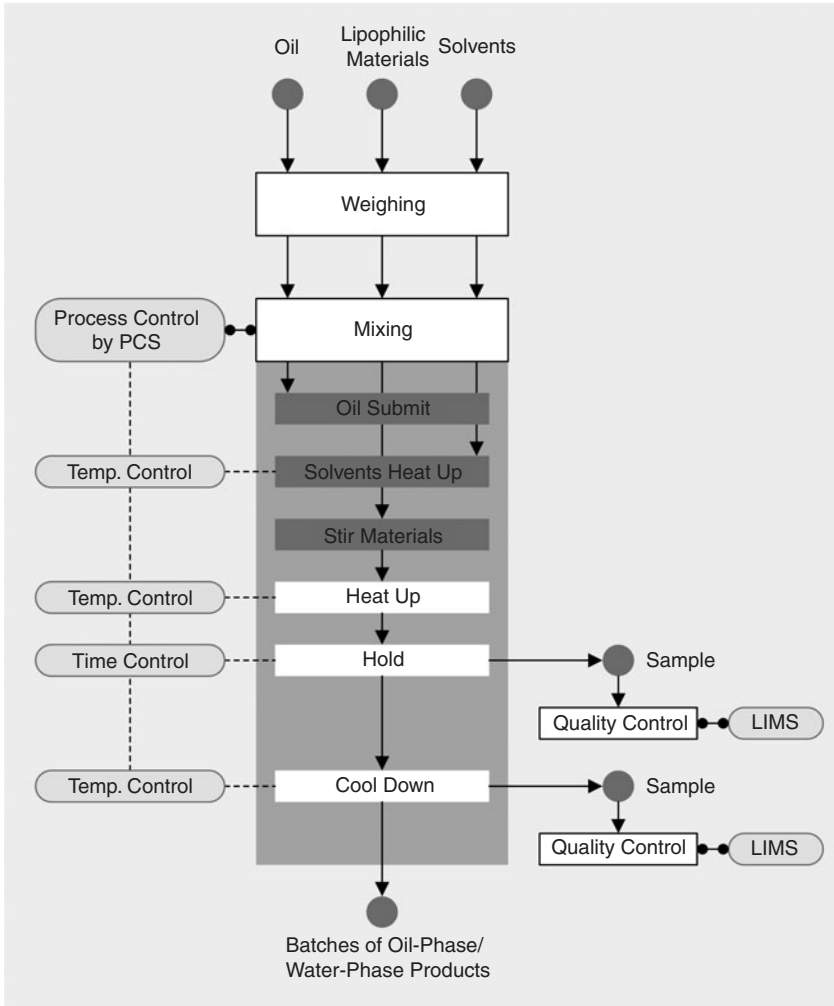 Oil
Lipophilic
Materials
Solvents
Weighing
Process Control
by PCS
Mixing
Oil Submit
Temp. Control
Solvents Heat Up
Stir Materials
Temp. Control
Heat Up
Time Control
Hold
Sample
Quality Control
LIMS
Temp. Control
Cool Down
Sample
Quality Control
LIMS
Batches of Oil-Phase/
Water-Phase Products